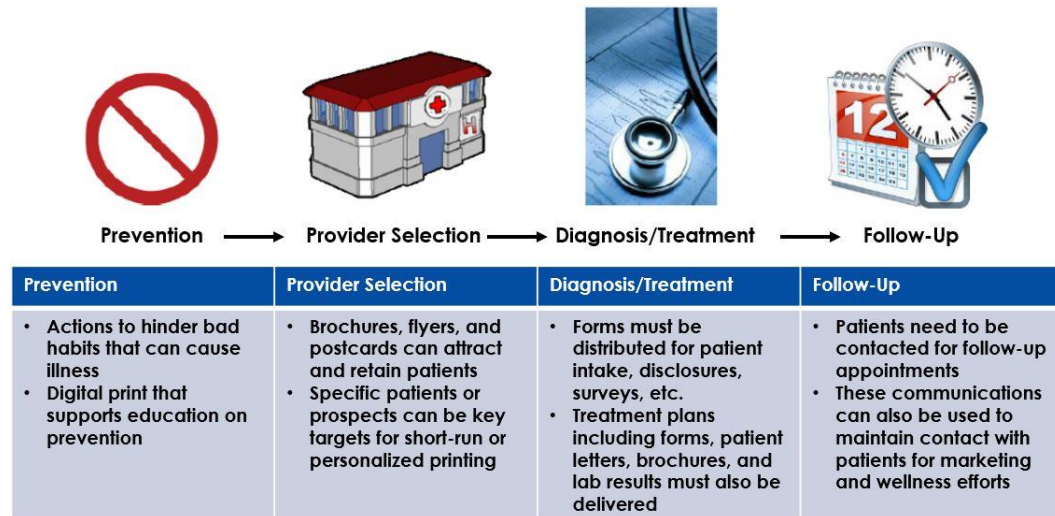 12
H
Prevention
Provider Selection
Diagnosis/Treatment
Follow-Up
Prevention
• Actions to hinder bad
habits that can cause
illness
• Digital print that
supports education on
prevention
Provider Selection
• Brochures, flyers, and
postcards can attract
and retain patients
• Specific patients or
prospects can be key
targets for short-run or
personalized printing
Diagnosis/Treatment
• Forms must be
distributed for patient
intake, disclosures,
surveys, etc.
• Treatment plans
including forms, patient
letters, brochures, and
lab results must also be
delivered
Follow-Up
• Patients need to be
contacted for follow-up
appointments
• These communications
can also be used to
maintain contact with
patients for marketing
and wellness efforts